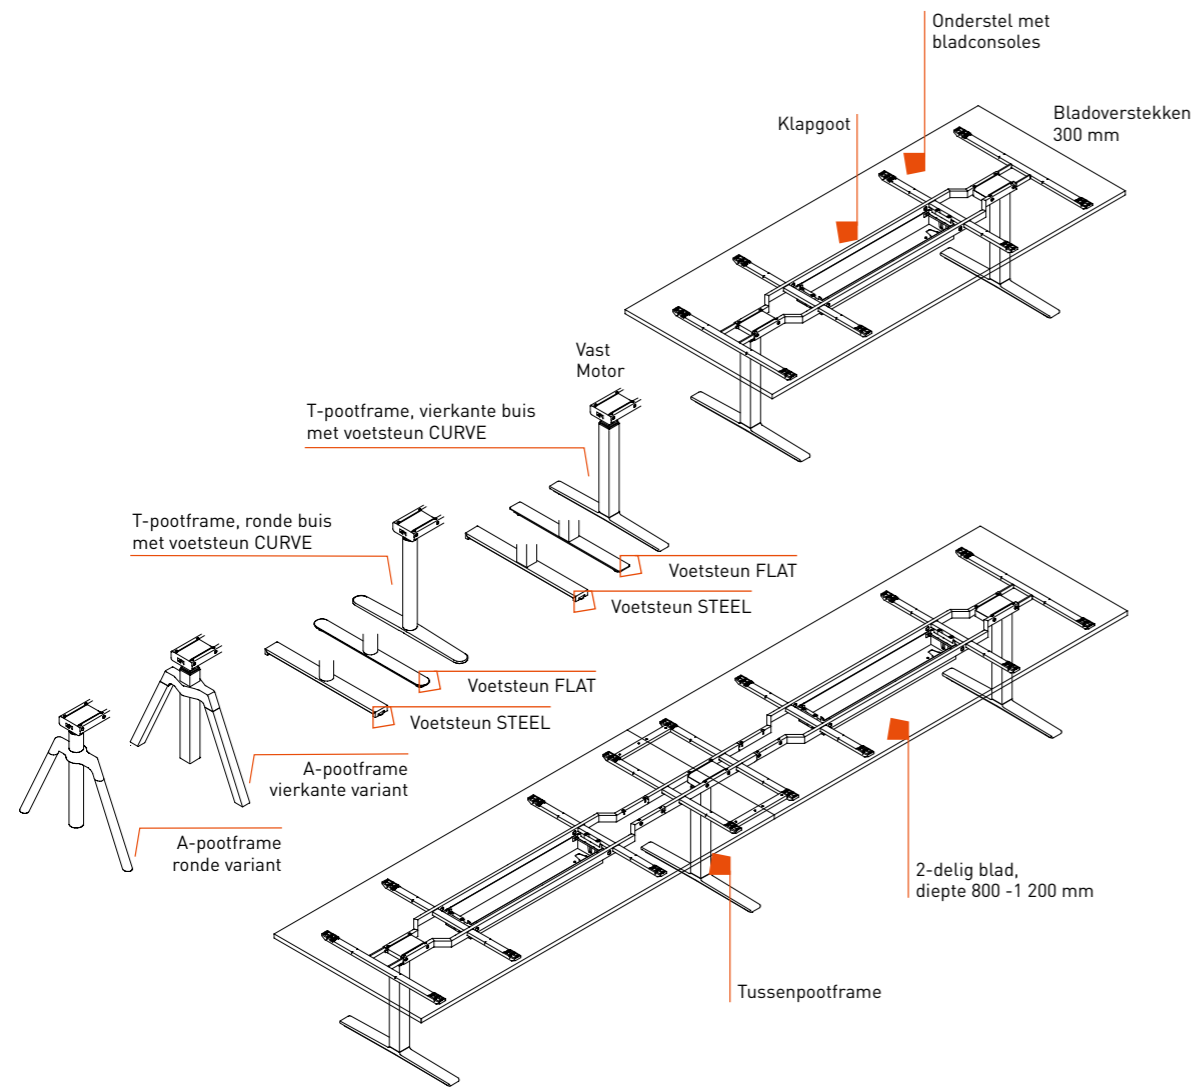 Onderstel met
bladconsoles
Klapgoot
Bladoverstekken
300 mm
Vast
Motor
T-pootframe, vierkante buis
met voetsteun CURVE
T-pootframe, ronde buis
met voetsteun CURVE
Voetsteun FLAT
Voetsteun STEEL
Voetsteun FLAT
Voetsteun STEEL
A-pootframe
vierkante variant
A-pootframe
ronde variant
2-delig blad,
diepte 800 -1 200 mm
Tussenpootframe